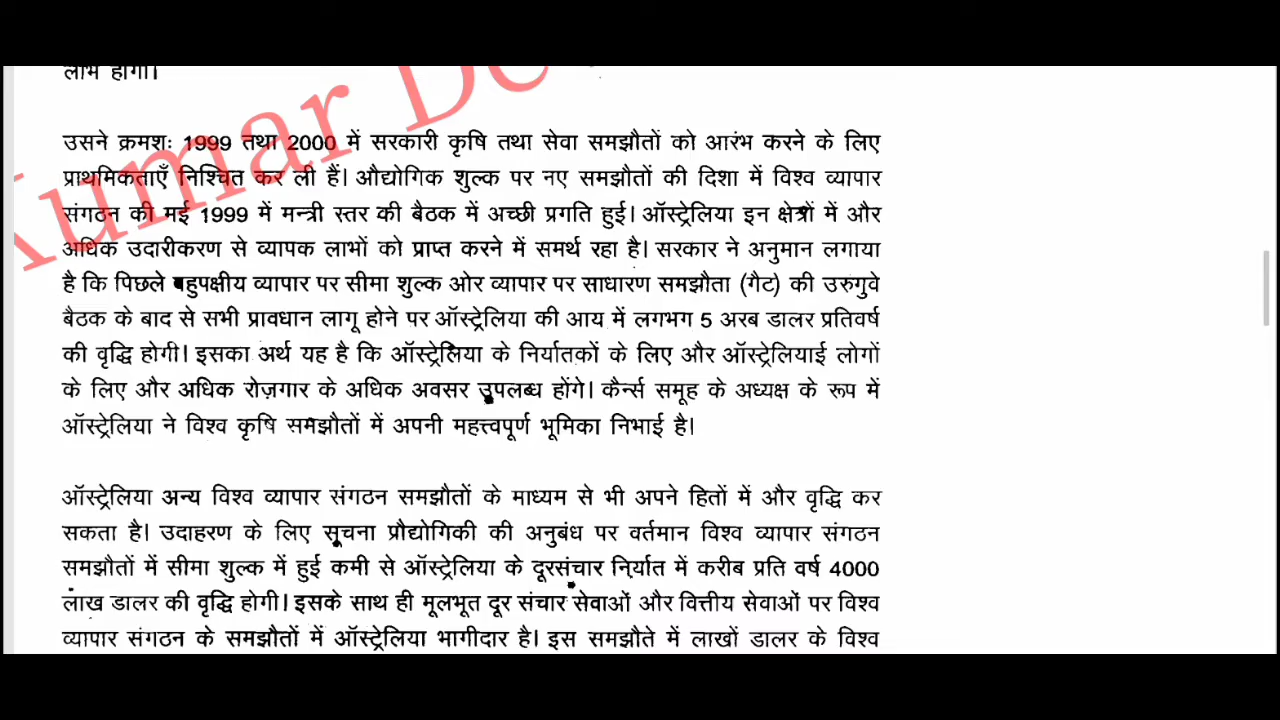 लाभ होगा।
Kumar De
उसने क्रमशः 1999 तथा 2000 में सरकारी कृषि तथा सेवा समझौतों को आरंभ करने के लिए
प्राथमिकताएँ निश्चित कर ली हैं। औद्योगिक शुल्क पर नए समझौतों की दिशा में विश्व व्यापार
संगठन की मई 1999 में मन्त्री स्तर की बैठक में अच्छी प्रगति हुई। ऑस्ट्रेलिया इन क्षेत्रों में और
अधिक उदारीकरण से व्यापक लाभों को प्राप्त करने में समर्थ रहा है। सरकार ने अनुमान लगाया
है कि पिछले बहुपक्षीय व्यापार पर सीमा शुल्क ओर व्यापार पर साधारण समझौता (गैट) की उरुगुवे
बैठक के बाद से सभी प्रावधान लागू होने पर ऑस्ट्रेलिया की आय में लगभग 5 अरब डालर प्रतिवर्ष
की वृद्धि होगी। इसका अर्थ यह है कि ऑस्ट्रेलिया के निर्यातकों के लिए और ऑस्ट्रेलियाई लोगों
के लिए और अधिक रोज़गार के अधिक अवसर उपलब्ध होंगे। कैर्न्स समूह के अध्यक्ष के रूप में
ऑस्ट्रेलिया ने विश्व कृषि समझौतों में अपनी महत्त्वपूर्ण भूमिका निभाई है।
ऑस्ट्रेलिया अन्य विश्व व्यापार संगठन समझौतों के माध्यम से भी अपने हितों में और वृद्धि कर
सकता है। उदाहरण के लिए सूचना प्रौद्योगिकी की अनुबंध पर वर्तमान विश्व व्यापार संगठन
समझौतों में सीमा शुल्क में हुई कमी से ऑस्ट्रेलिया के दूरसंचार निर्यात में करीब प्रति वर्ष 4000
लाख डालर की वृद्धि होगी। इसके साथ ही मूलभूत दूर संचार सेवाओं और वित्तीय सेवाओं पर विश्व
व्यापार संगठन के समझौतों में ऑस्ट्रेलिया भागीदार है। इस समझौते में लाखों डालर के विश्व